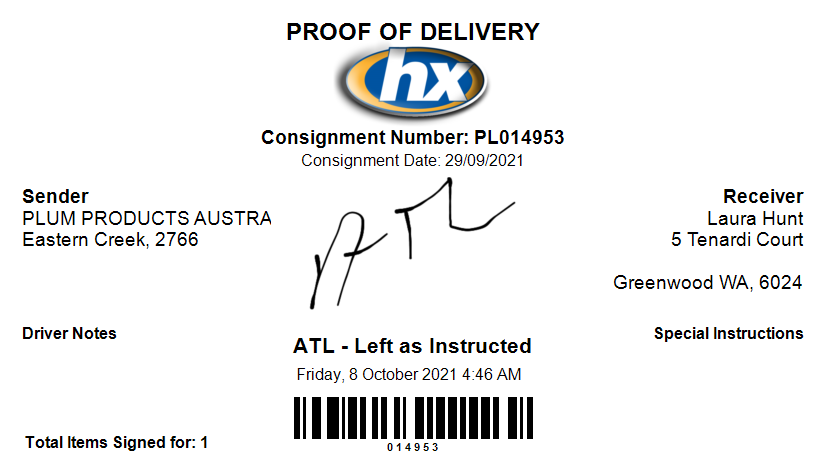 PROOF OF DELIVERY
hx
Consignment Number: PL014953
Consignment Date: 29/09/2021
Sender
PLUM PRODUCTS AUSTRA
Eastern Creek, 2766
ATL
Receiver
Laura Hunt
5 Tenardi Court
Greenwood WA, 6024
Driver Notes
Special Instructions
ATL - Left as Instructed
Friday, 8 October 2021 4:46 AM
014953
Total Items Signed for: 1